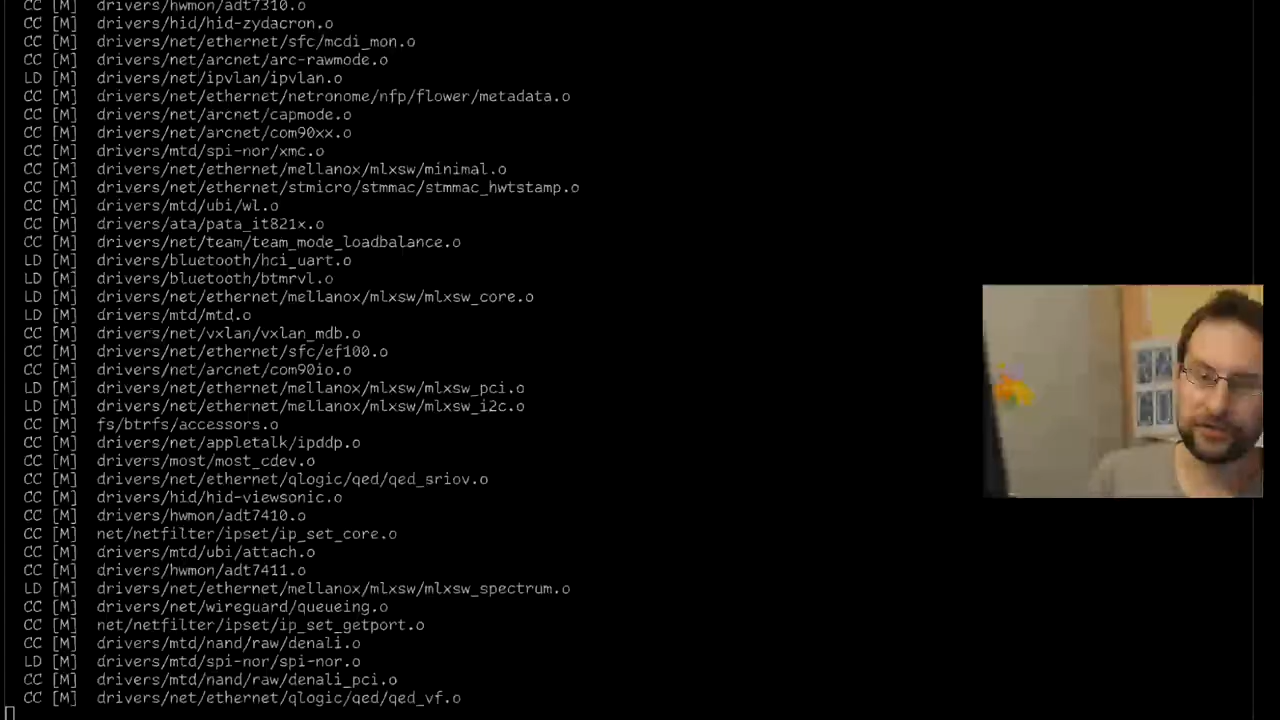 CC [M] drivers/hwmon/adt7310.o
CC [M] drivers/hid/hid-zydacron.o
CC [M] drivers/net/ethernet/sfc/mcdi_mon.o
CC [M] drivers/net/arcnet/arc-rawmode.o
LD [M] drivers/net/ipvlan/ipvlan.o
CC [M] drivers/net/ethernet/netronome/nfp/flower/metadata.o
CC [M] drivers/net/arcnet/capmode.o
CC [M] drivers/net/arcnet/com90xx.o
CC [M] drivers/mtd/spi-nor/xmc.o
CC [M] drivers/net/ethernet/mellanox/mlxsw/minimal.o
CC [M] drivers/net/ethernet/stmicro/stmmac/stmmac_hwtstamp.o
CC [M] drivers/mtd/ubi/wl.o
CC [M] drivers/ata/pata_it821x.o
CC [M] drivers/net/team/team_mode_loadbalance.o
LD [M] drivers/bluetooth/hci_uart.o
LD [M] drivers/bluetooth/btmrvl.o
LD [M] drivers/net/ethernet/mellanox/mlxsw/mlxsw_core.o
LD [M] drivers/mtd/mtd.o
CC [M] drivers/net/vxlan/vxlan_mdb.o
CC [M] drivers/net/ethernet/sfc/ef100.o
CC [M] drivers/net/arcnet/com90io.o
LD [M] drivers/net/ethernet/mellanox/mlxsw/mlxsw_pci.o
LD [M] drivers/net/ethernet/mellanox/mlxsw/mlxsw_i2c.o
CC [M] fs/btrfs/accessors.o
CC [M] drivers/net/appletalk/ipddp.o
CC [M] drivers/most/most_cdev.o
CC [M] drivers/net/ethernet/qlogic/qed/qed_sriov.o
CC [M] drivers/hid/hid-viewsonic.o
CC [M] drivers/hwmon/adt7410.o
CC [M] net/netfilter/ipset/ip_set_core.o
CC [M] drivers/mtd/ubi/attach.o
CC [M] drivers/hwmon/adt7411.o
LD [M] drivers/net/ethernet/mellanox/mlxsw/mlxsw_spectrum.o
CC [M] drivers/net/wireguard/queueing.o
CC [M] net/netfilter/ipset/ip_set_getport.o
CC [M] drivers/mtd/nand/raw/denali.o
LD [M] drivers/mtd/spi-nor/spi-nor.o
CC [M] drivers/mtd/nand/raw/denali_pci.o
CC [M] drivers/net/ethernet/qlogic/qed/qed_vf.o